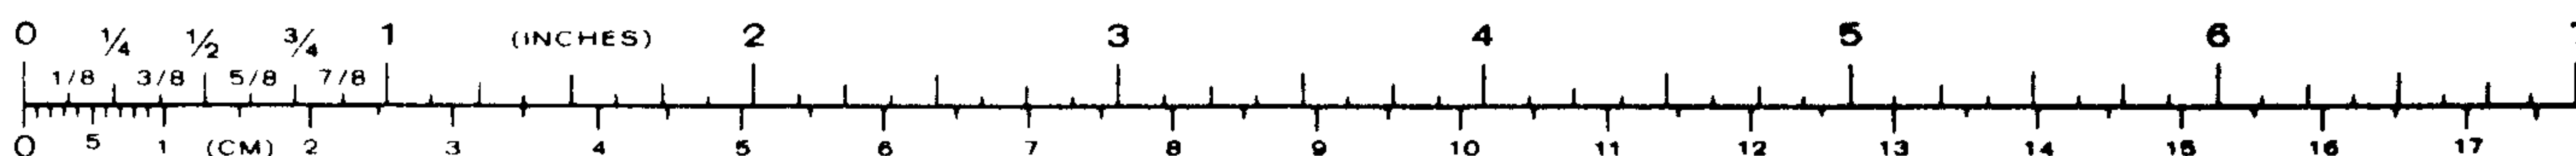 0 ¼ ½ ¾ 1 (INCHES) 2 3 4 5 6
1/8 3/8 5/8 7/8
0 5 1 (CM) 2 3 4 5 6 7 8 9 10 11 12 13 14 15 16 17